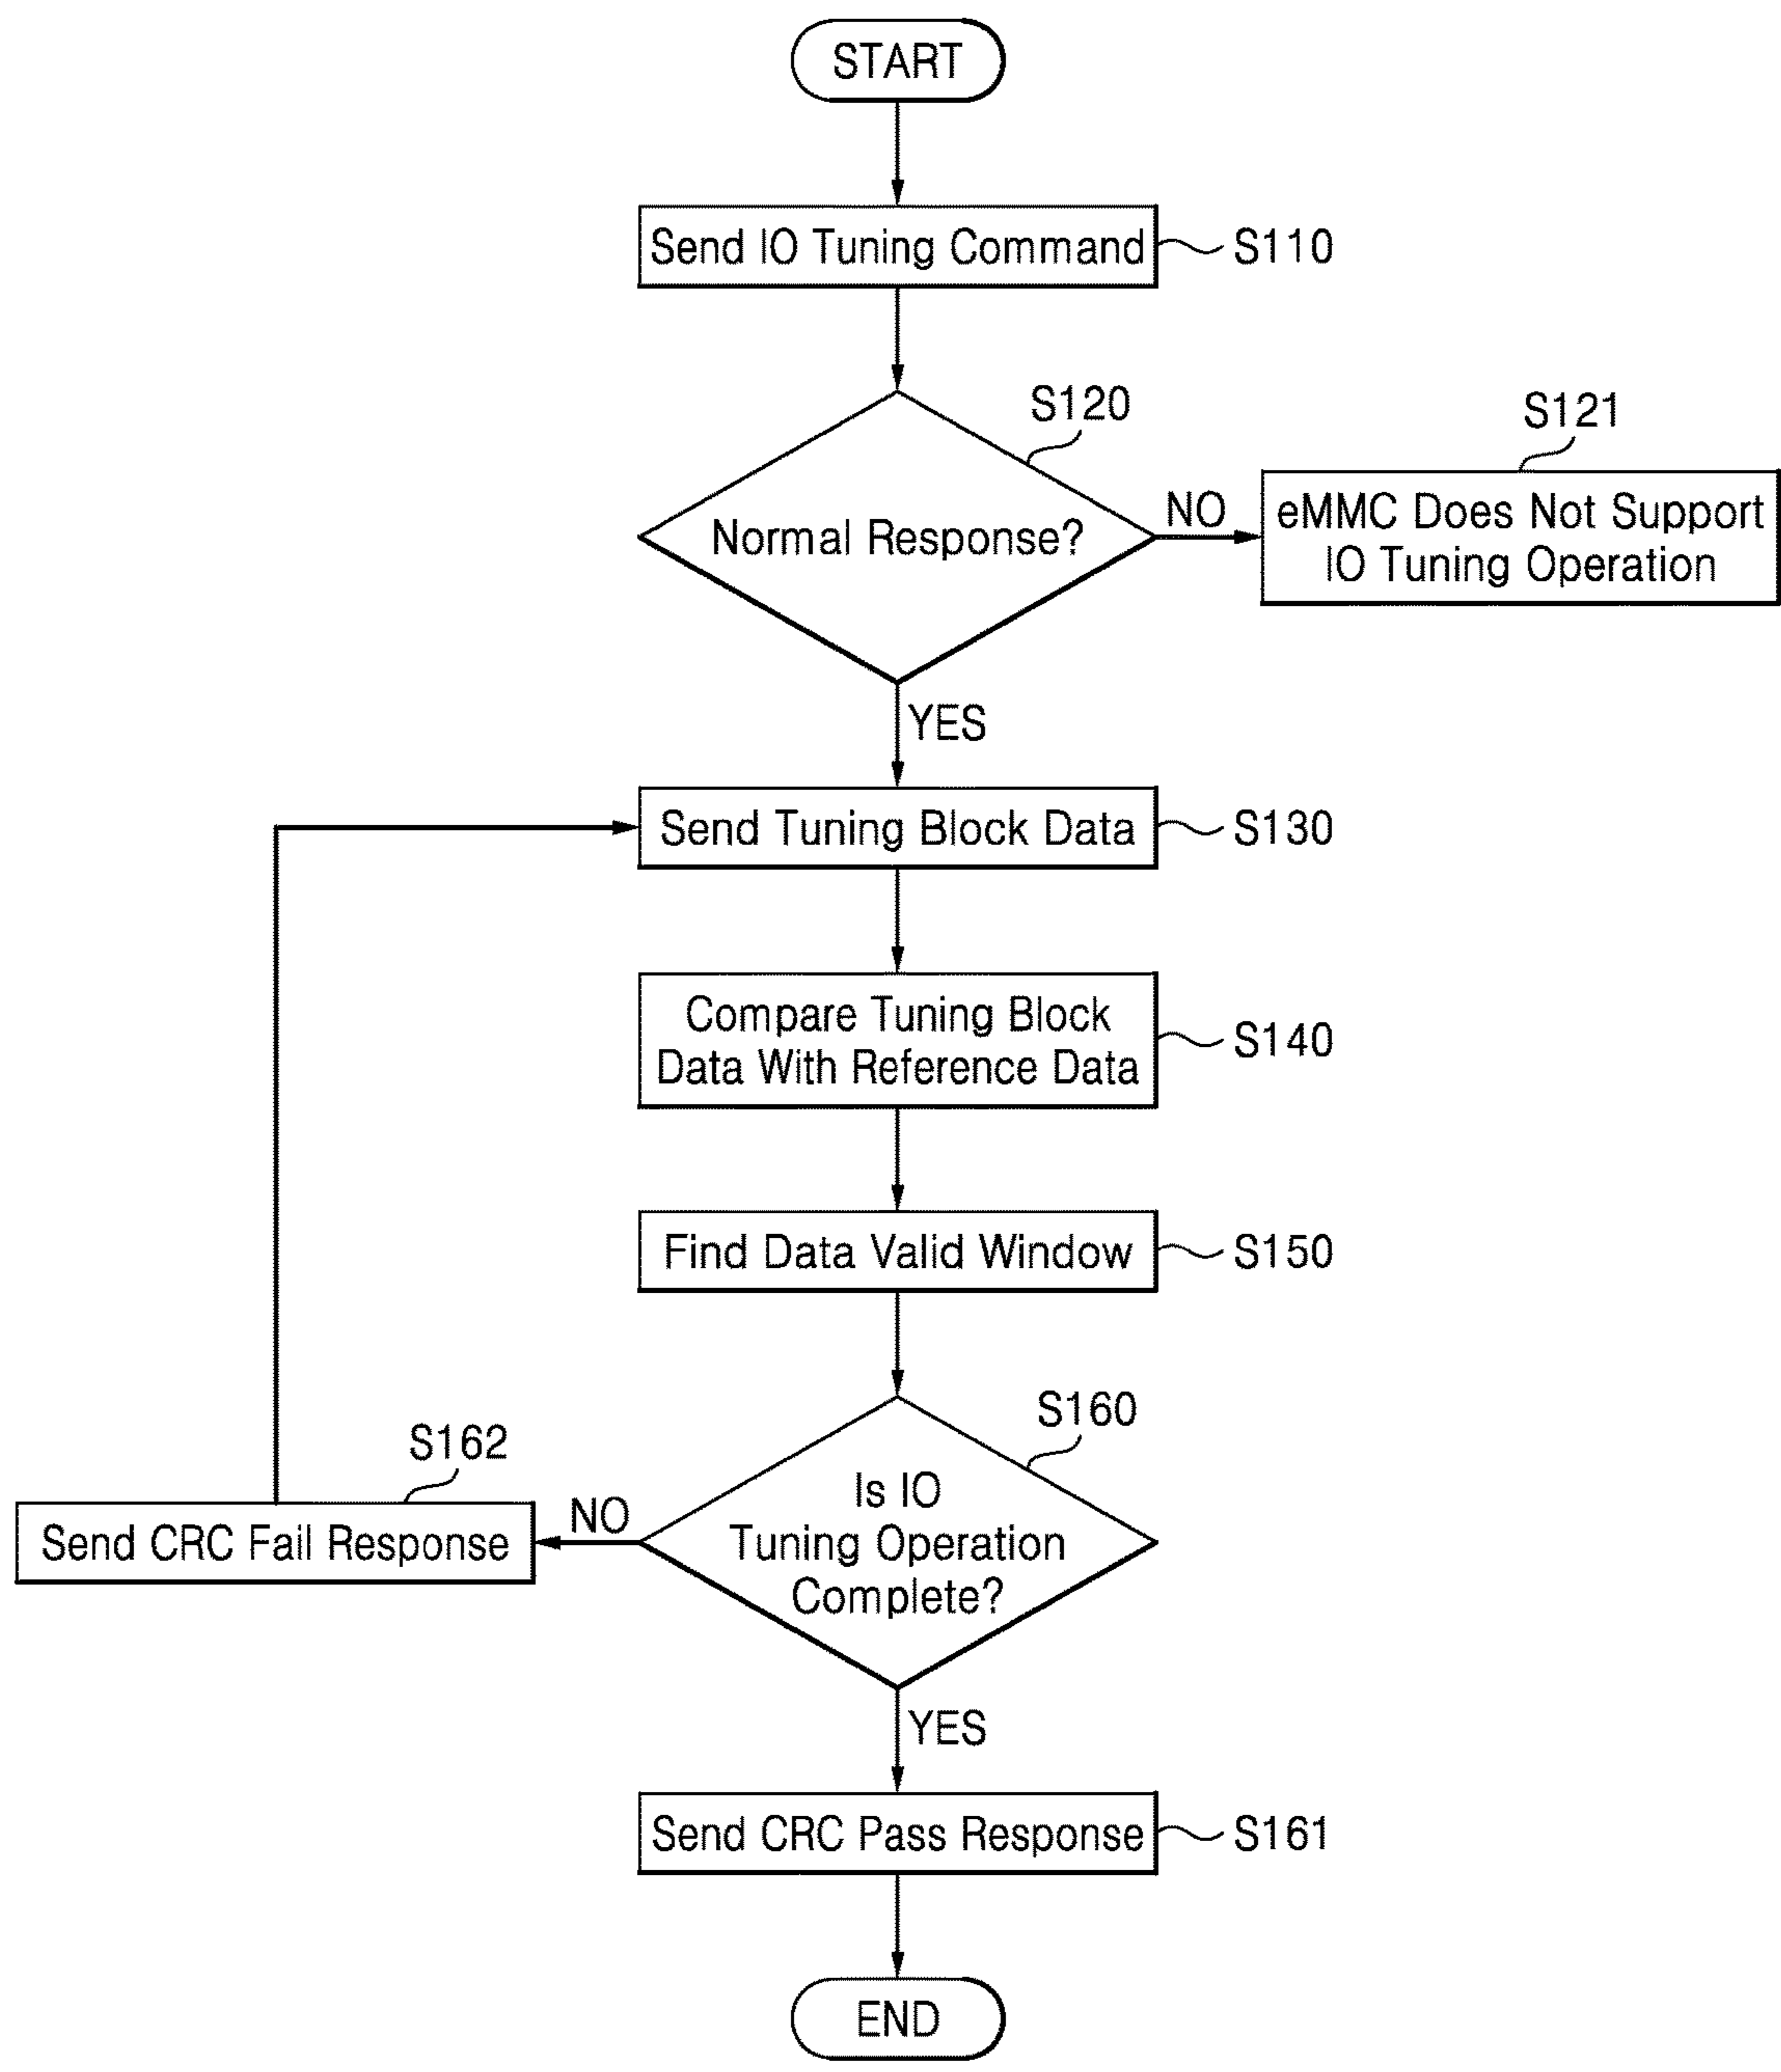 START
Send IO Tuning Command
S110
S120
Normal Response?
NO
S121
eMMC Does Not Support
IO Tuning Operation
YES
Send Tuning Block Data
S130
Compare Tuning Block
Data With Reference Data
S140
Find Data Valid Window
S150
S160
Is IO
Tuning Operation
Complete?
NO
S162
Send CRC Fail Response
YES
Send CRC Pass Response
S161
END